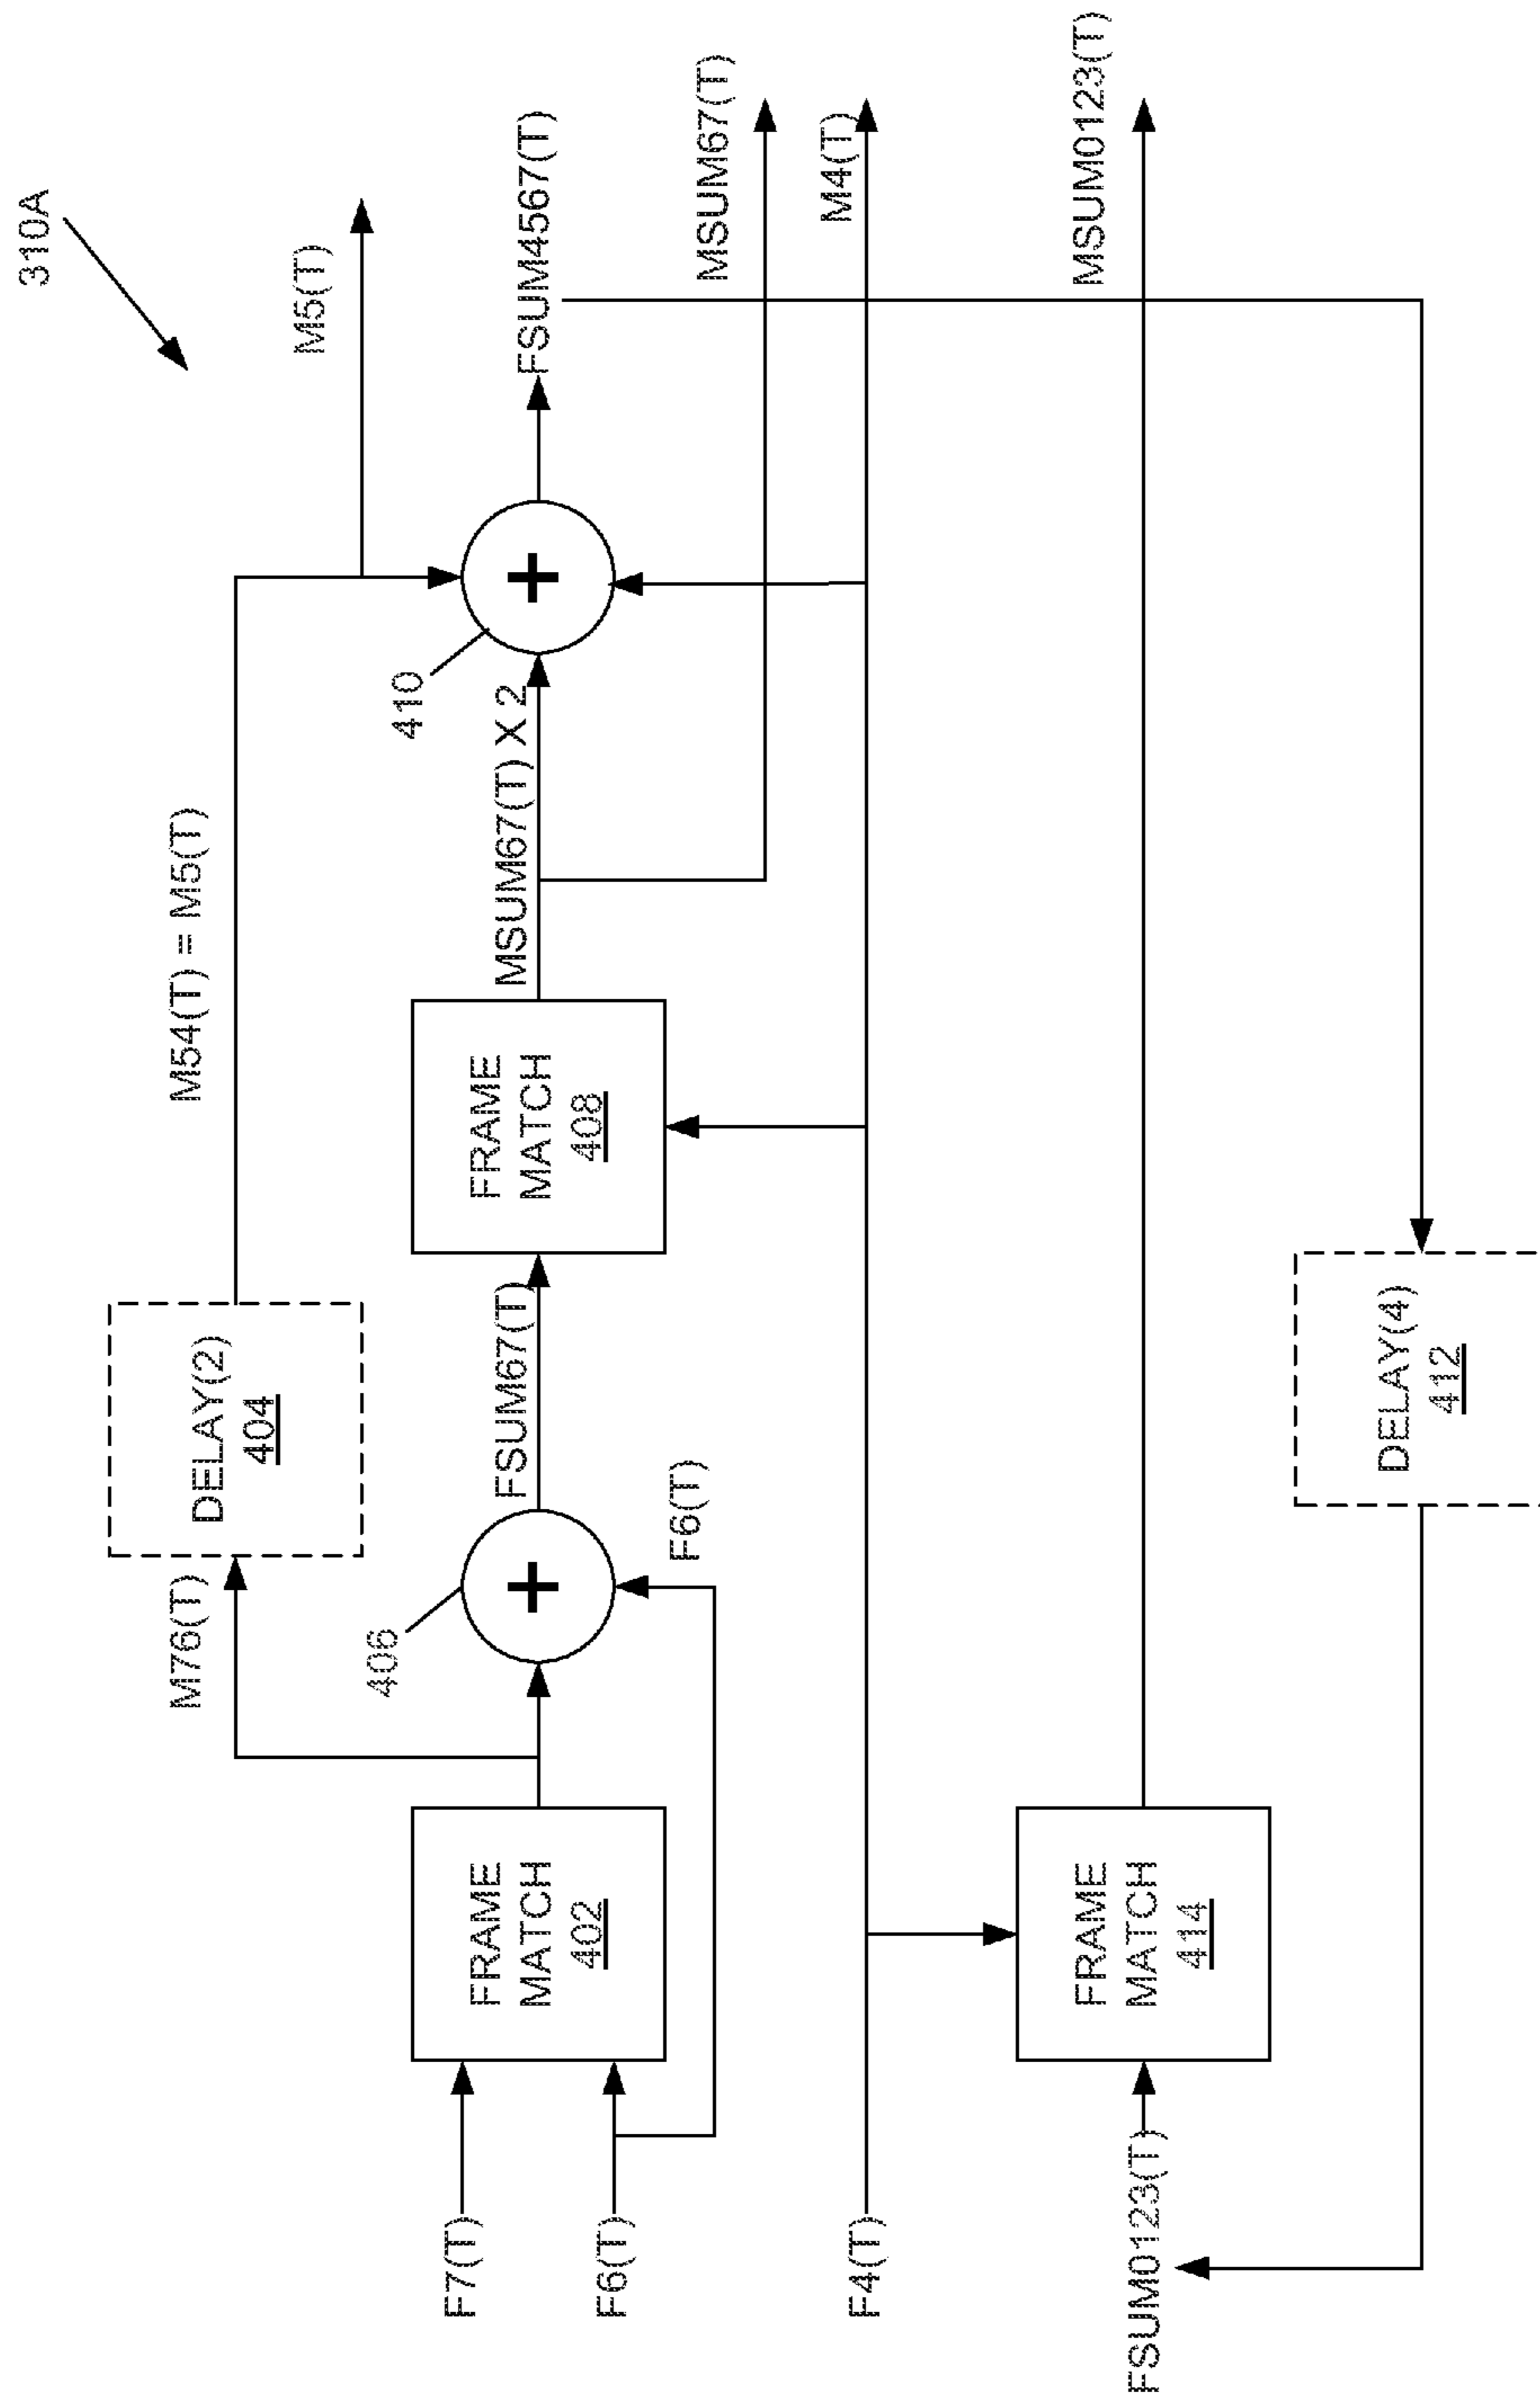 310A
M5(T)
M54(T) = M5(T)
DELAY(2)
404
M76(T)
FSUM4567(T)
410
MSUM67(T) X 2
FRAME
MATCH
408
FSUM67(T)
+
+
406
F6(T)
FRAME
MATCH
402
F7(T)
F6(T)
MSUM67(T)
M4(T)
F4(T)
MSUM0123(T)
FRAME
MATCH
414
FSUM0123(T)
DELAY(4)
412